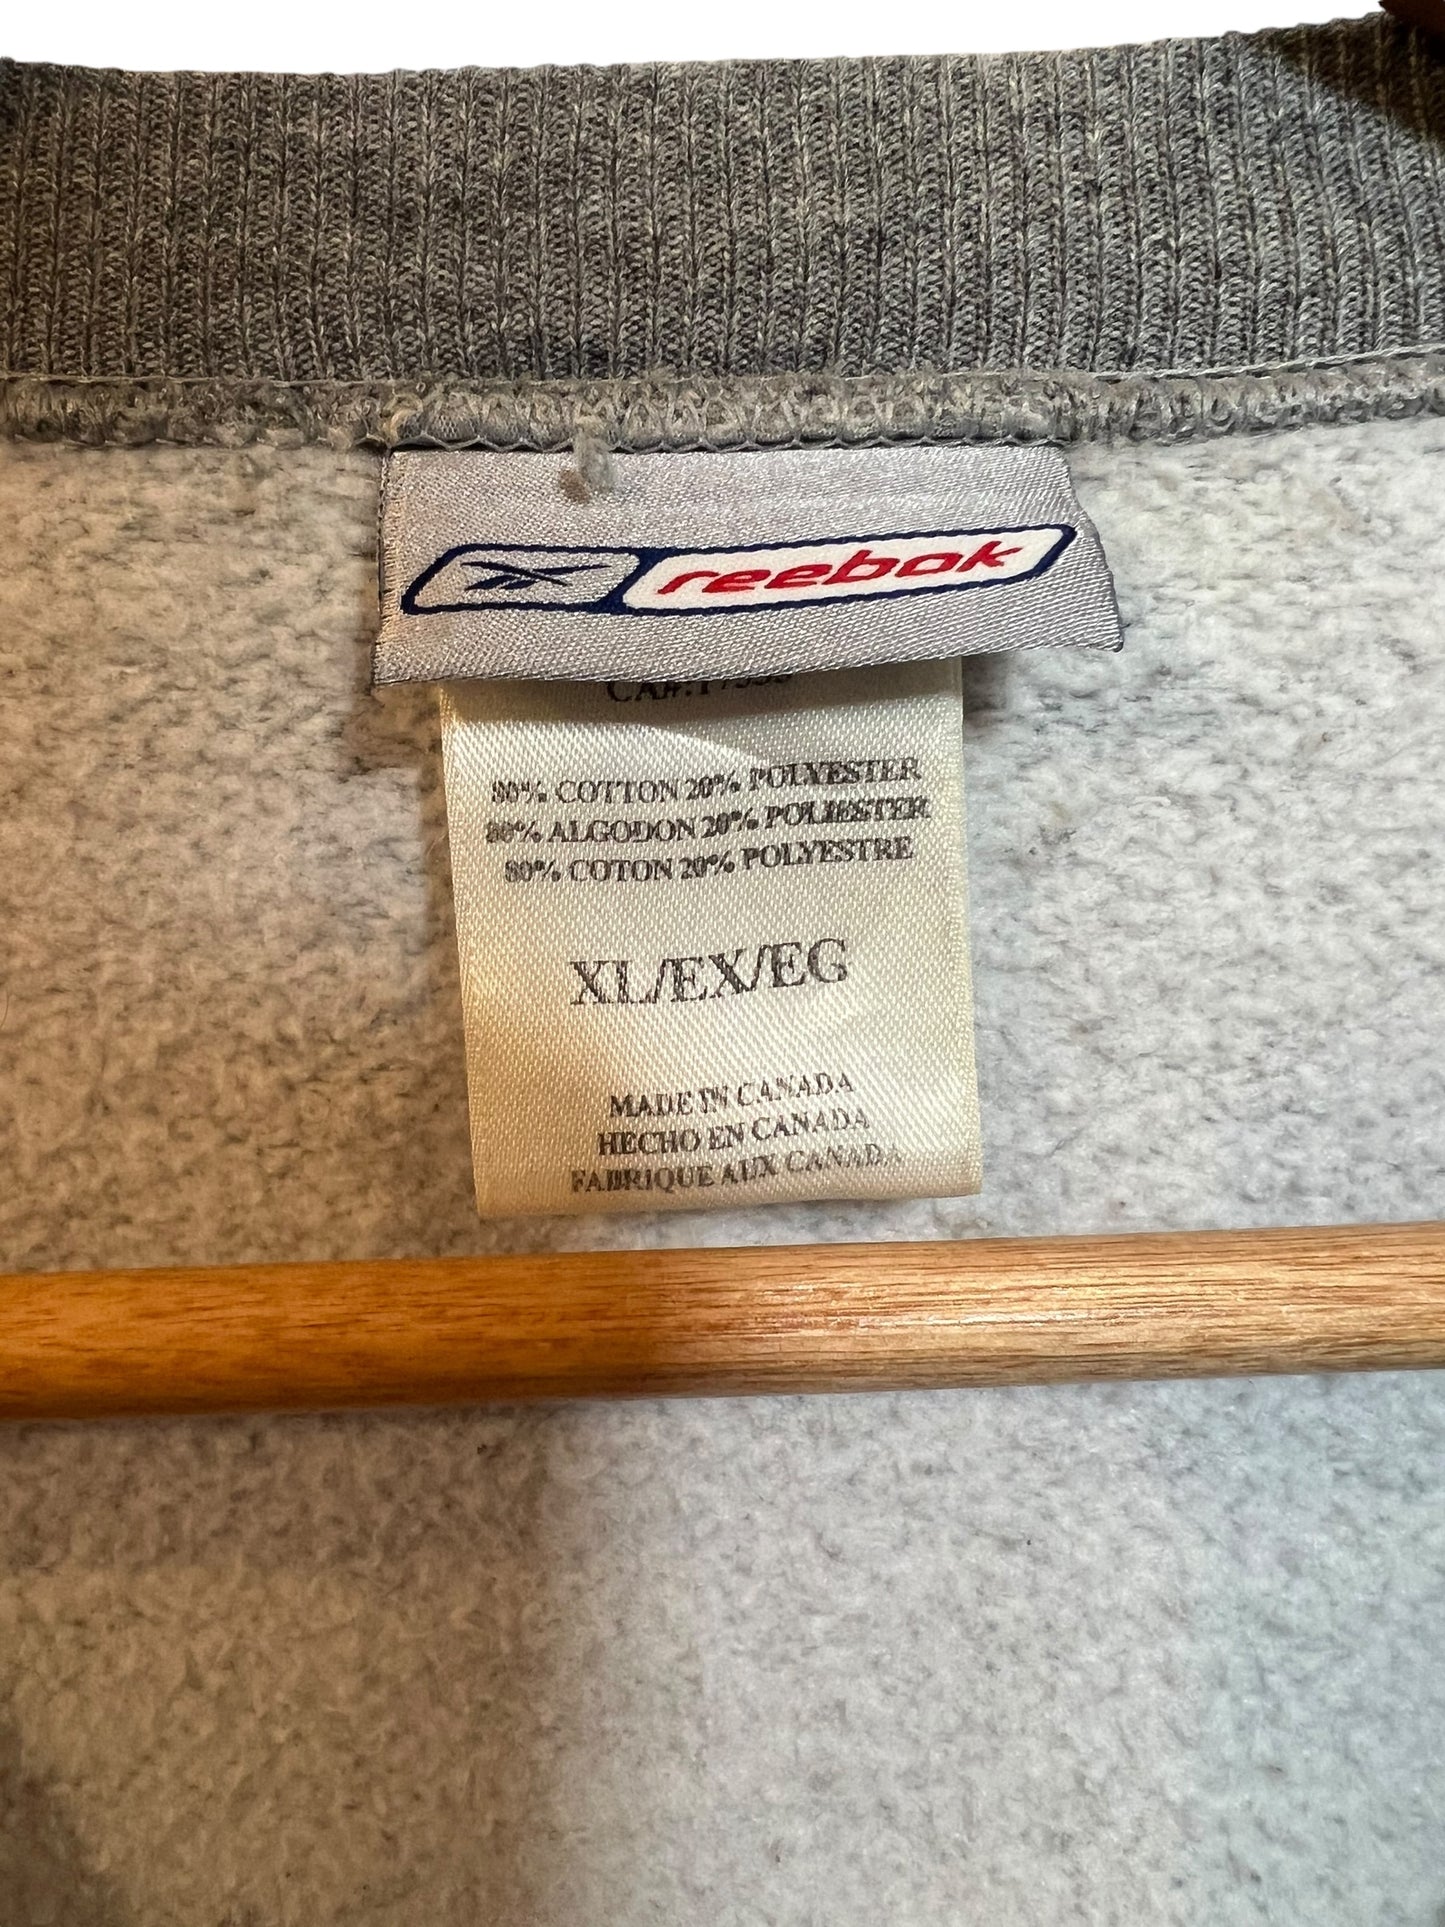 reebok
80% COTTON 20% POLYESTER
80% ALGODON 20% POLIESTER
80% COTON 20% POLYESTRE
XL/EX/EG
MADE IN CANADA
HECHO EN CANADA
FABRIQUE AUX CANADA